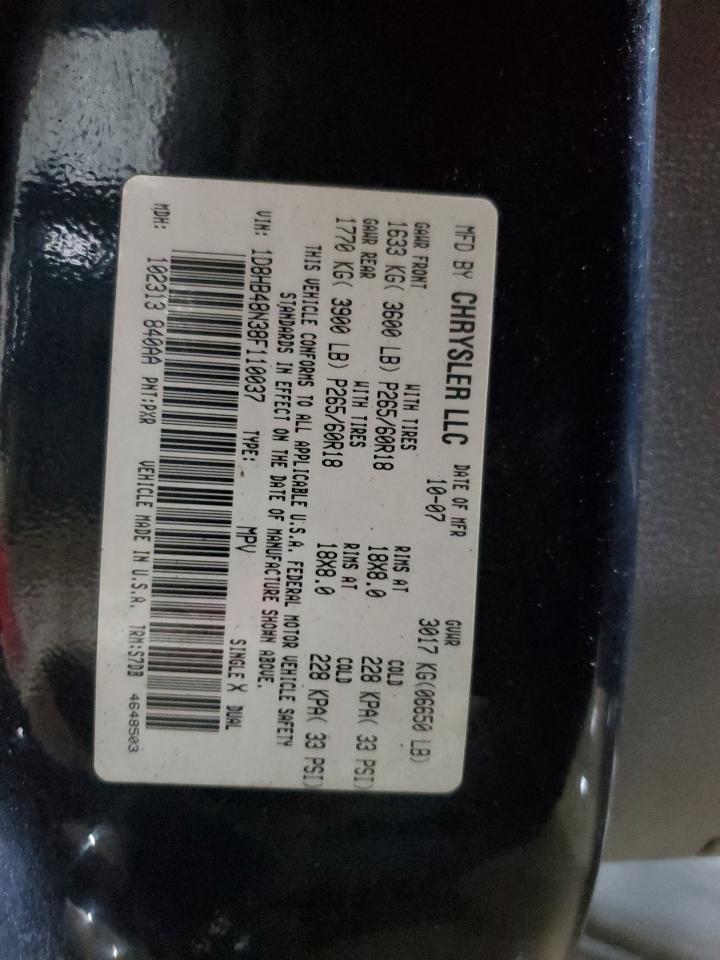 MFD BY CHRYSLER LLC DATE OF MFR GVWR
10-07 3017 KG(06650 LB)
GAWR FRONT WITH TIRES RIMS AT COLD
1633 KG( 3600 LB) P265/60R18 18X8.0 228 KPA( 33 PSI)
GAWR REAR WITH TIRES RIMS AT COLD
1770 KG( 3900 LB) P265/60R18 18X8.0 228 KPA( 33 PSI)
THIS VEHICLE CONFORMS TO ALL APPLICABLE U.S.A. FEDERAL MOTOR VEHICLE SAFETY
STANDARDS IN EFFECT ON THE DATE OF MANUFACTURE SHOWN ABOVE.
VIN: 1D8HB48N38F110037 TYPE: MPV SINGLE X DUAL
MDH: 102313 840AA PNT:PXR VEHICLE MADE IN U.S.A. TRM:S7DB 4648503